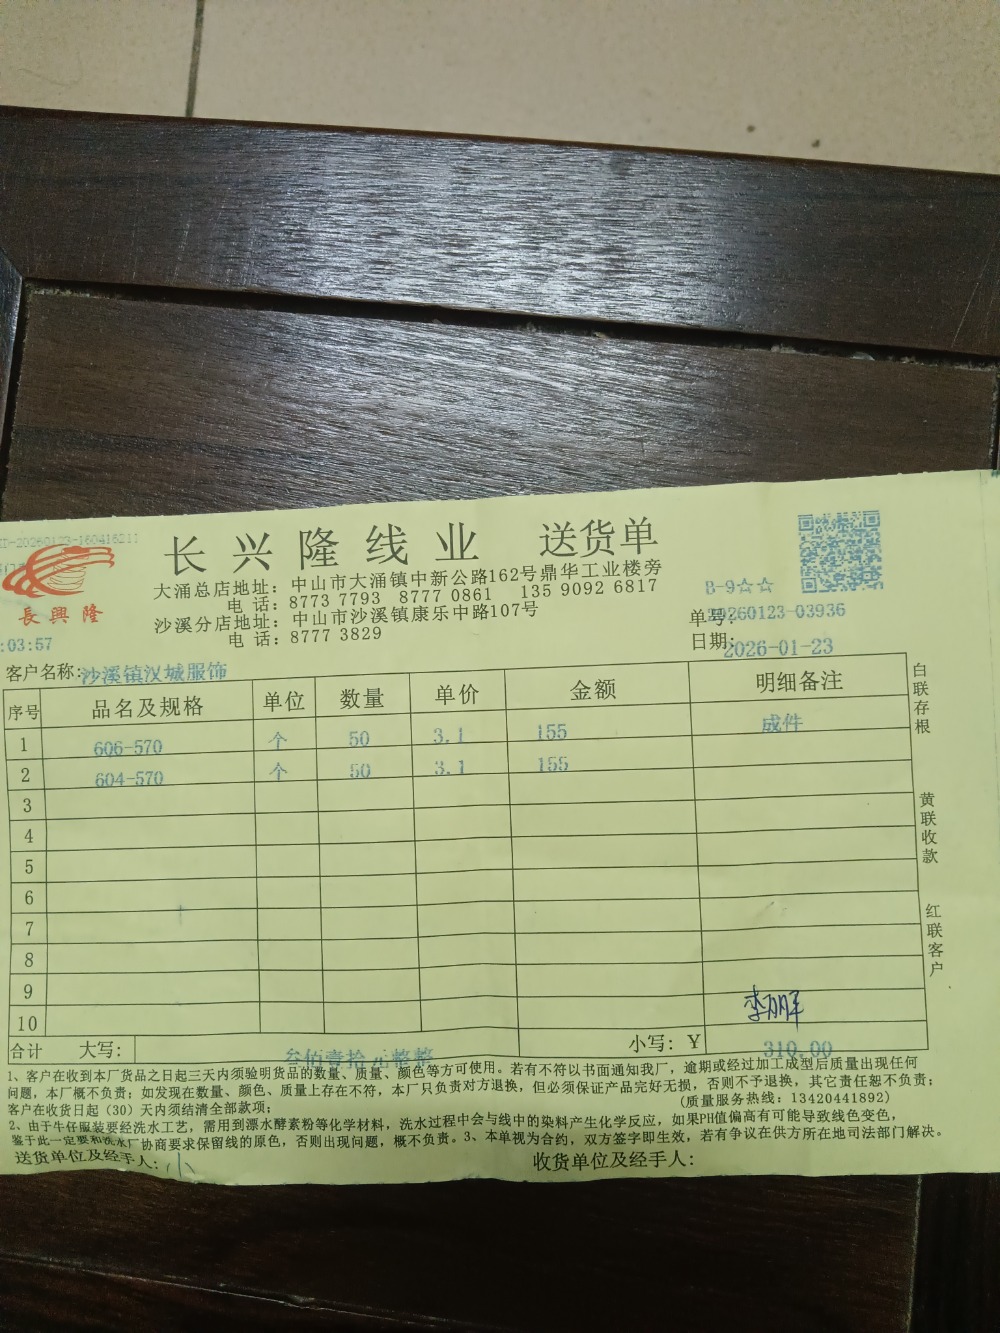 -20260123-160416211
長興隆
:03:57
长兴隆线业 送货单
大涌总店地址：中山市大涌镇中新公路162号鼎华工业楼旁
电 话：8773 7793 8777 0861 135 9092 6817
沙溪分店地址：中山市沙溪镇康乐中路107号
电 话：8777 3829
B-9☆☆
单号：20260123-03936
日期：2026-01-23
客户名称：沙溪镇汉城服饰
序号 品名及规格 单位 数量 单价 金额 明细备注
1 606-570 个 50 3.1 155 成件
2 604-570 个 50 3.1 155
3
4
5
6
7
8
9
10
合计 大写：叁佰壹拾元整整 小写：￥ 310.00
白联存根
黄联收款
红联客户
1、客户在收到本厂货品之日起三天内须验明货品的数量、质量、颜色等方可使用。若有不符以书面通知我厂，逾期或经过加工成型后质量出现任何
问题，本厂概不负责；如发现在数量、颜色、质量上存在不符，本厂只负责对方退换，但必须保证产品完好无损，否则不予退换，其它责任恕不负责；
客户在收货日起（30）天内须结清全部款项； (质量服务热线：13420441892)
2、由于牛仔服装要经洗水工艺，需用到漂水酵素粉等化学材料，洗水过程中会与线中的染料产生化学反应，如果PH值偏高有可能导致线色变色，
鉴于此一定要和洗水厂协商要求保留线的原色，否则出现问题，概不负责。3、本单视为合约，双方签字即生效，若有争议在供方所在地司法部门解决。
送货单位及经手人： 收货单位及经手人：